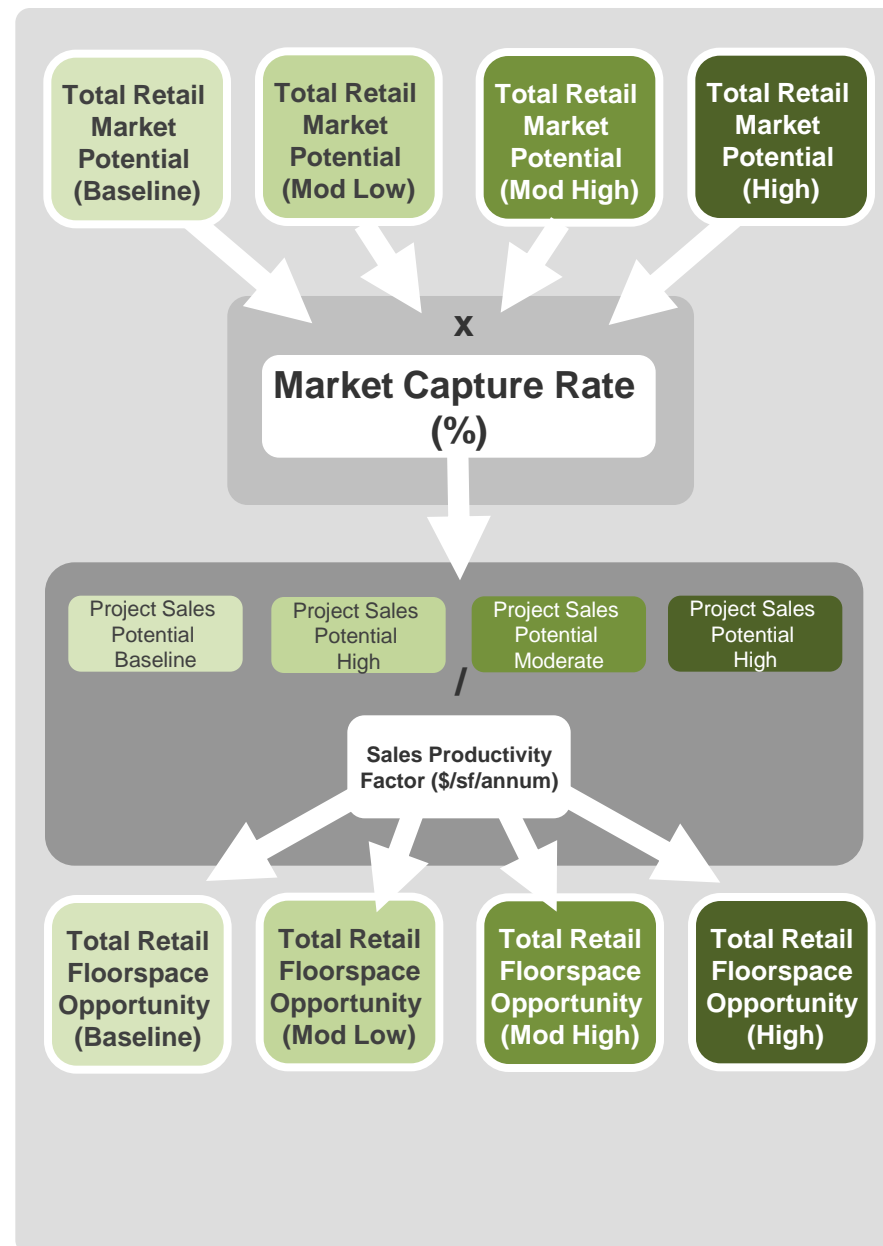 Total Retail
Market
Potential
(Baseline)
Total Retail
Market
Potential
(Mod Low)
Total Retail
Market
Potential
(Mod High)
Total Retail
Market
Potential
(High)
x
Market Capture Rate
(%)
Project Sales
Potential
Baseline
Project Sales
Potential
High
Project Sales
Potential
Moderate
Project Sales
Potential
High
/
Sales Productivity
Factor ($/sf/annum)
Total Retail
Floorspace
Opportunity
(Baseline)
Total Retail
Floorspace
Opportunity
(Mod Low)
Total Retail
Floorspace
Opportunity
(Mod High)
Total Retail
Floorspace
Opportunity
(High)